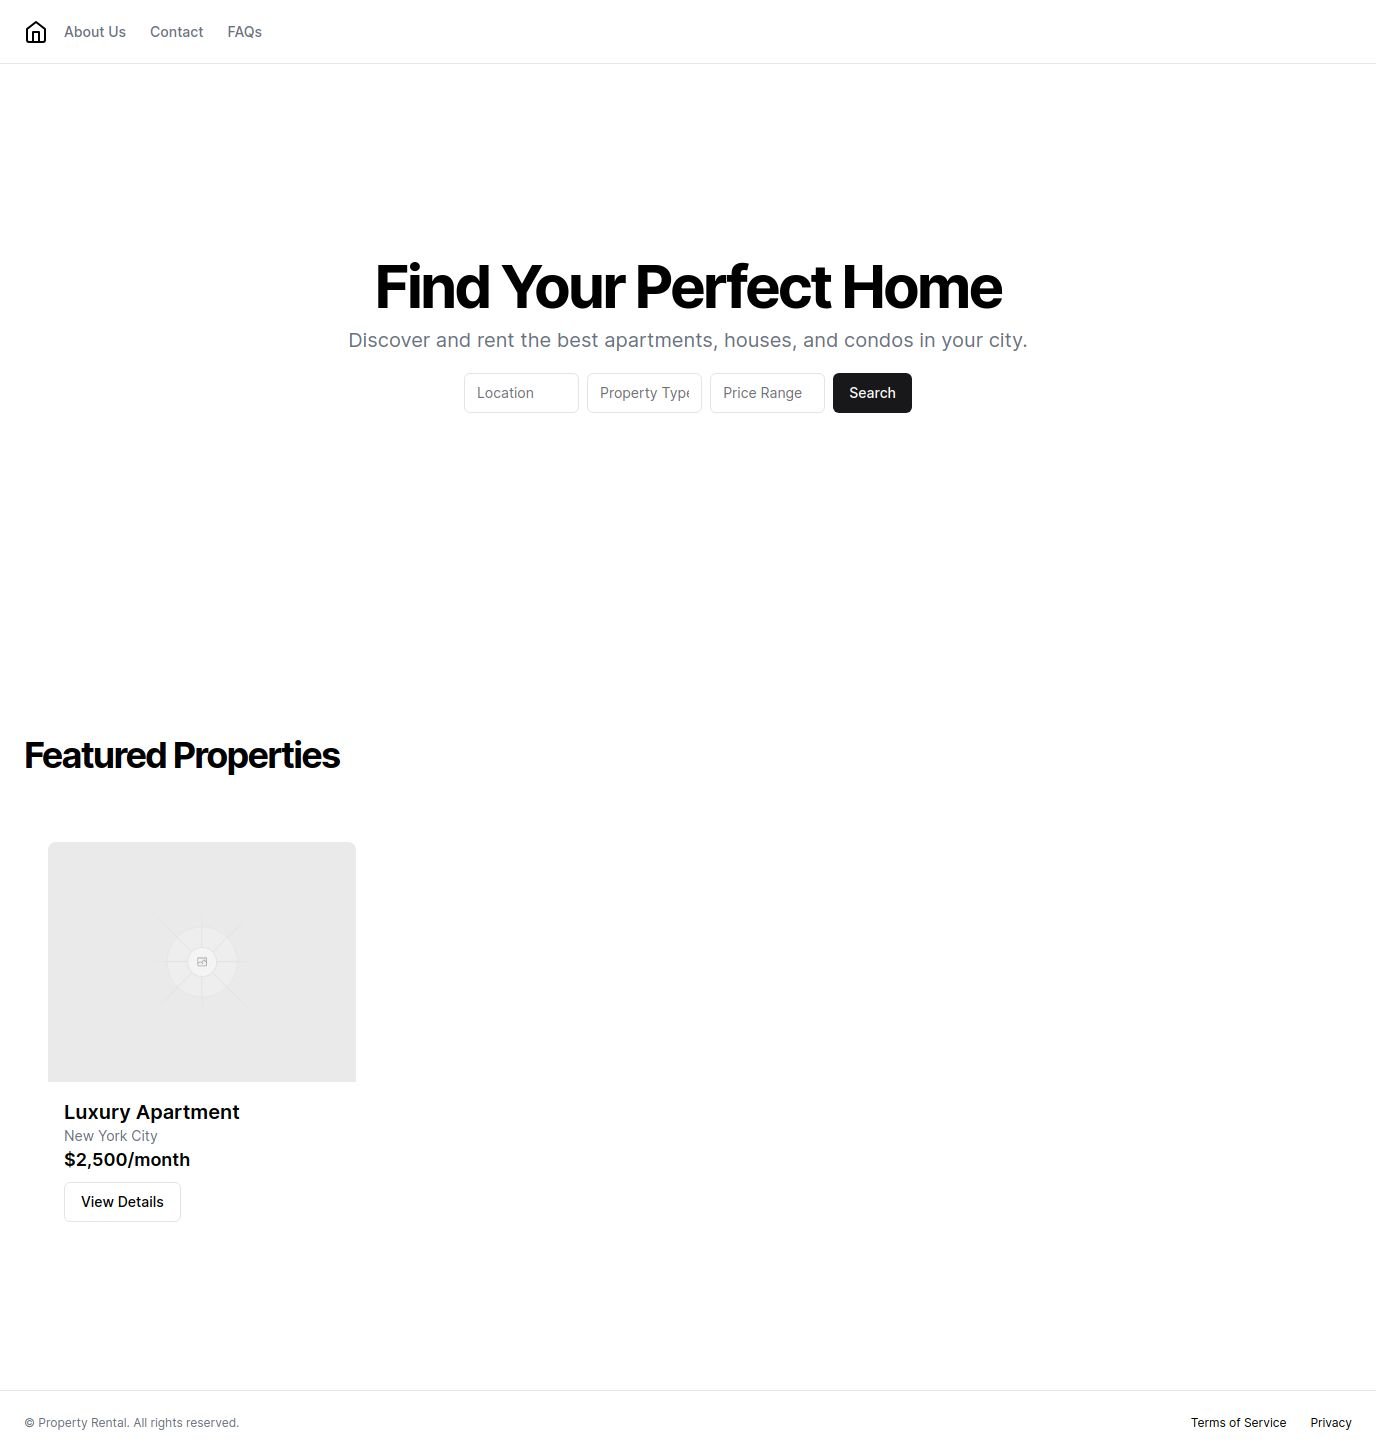 About Us Contact FAQs
Find Your Perfect Home
Discover and rent the best apartments, houses, and condos in your city.
Location Property Type Price Range Search
Featured Properties
Luxury Apartment
New York City
$2,500/month
View Details
© Property Rental. All rights reserved. Terms of Service Privacy